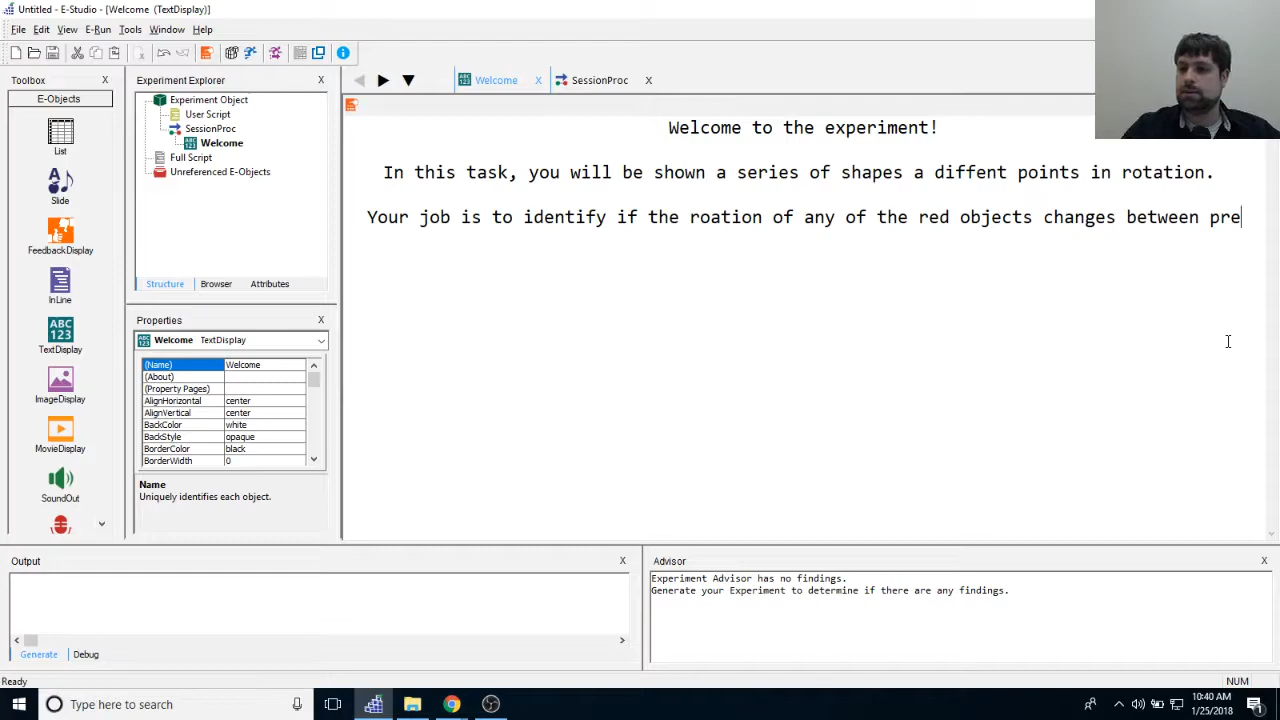 Untitled - E-Studio - [Welcome (TextDisplay)]
File Edit View E-Run Tools Window Help
Toolbox X
E-Objects
List
Slide
FeedbackDisplay
InLine
ABC 123
TextDisplay
ImageDisplay
MovieDisplay
SoundOut
Experiment Explorer X
Experiment Object
User Script
SessionProc
Welcome
Full Script
Unreferenced E-Objects
Structure Browser Attributes
Properties X
Welcome TextDisplay
(Name) Welcome
(About)
(Property Pages)
AlignHorizontal center
AlignVertical center
BackColor white
BackStyle opaque
BorderColor black
BorderWidth 0
Name
Uniquely identifies each object.
Welcome X SessionProc X
Welcome to the experiment!
In this task, you will be shown a series of shapes a diffent points in rotation.
Your job is to identify if the roation of any of the red objects changes between pre
Output X
Generate Debug
Advisor X
Experiment Advisor has no findings.
Generate your Experiment to determine if there are any findings.
Ready NUM
Type here to search
10:40 AM
1/25/2018
1